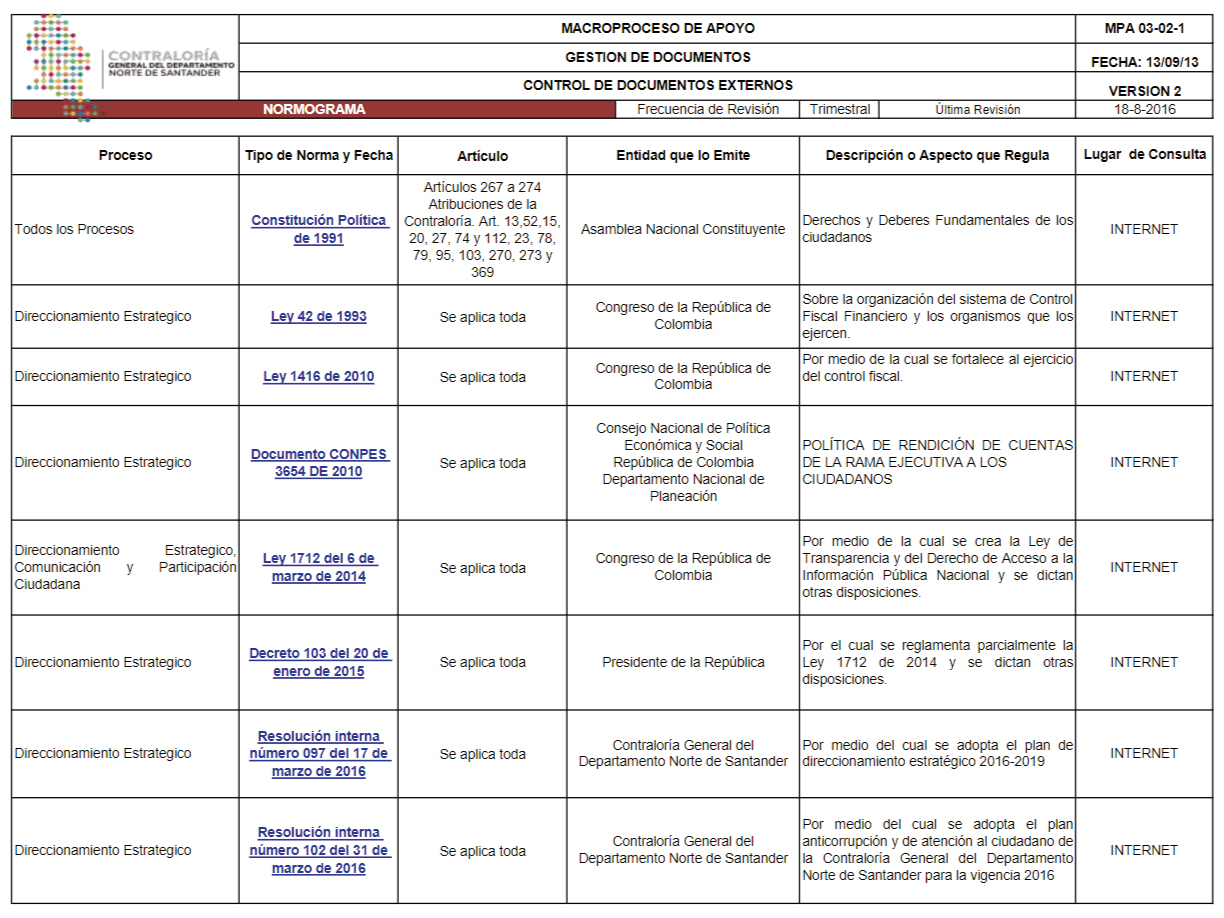 CONTRALORÍA
GENERAL DEL DEPARTAMENTO
NORTE DE SANTANDER
MACROPROCESO DE APOYO
MPA 03-02-1
GESTION DE DOCUMENTOS
FECHA: 13/09/13
CONTROL DE DOCUMENTOS EXTERNOS
VERSION 2
NORMOGRAMA
Frecuencia de Revisión
Trimestral
Última Revisión
18-8-2016
Proceso
Tipo de Norma y Fecha
Artículo
Entidad que lo Emite
Descripción o Aspecto que Regula
Lugar de Consulta
Todos los Procesos
Constitución Política
de 1991
Artículos 267 a 274
Atribuciones de la
Contraloría. Art. 13,52,15,
20, 27, 74 y 112, 23, 78,
79, 95, 103, 270, 273 y
369
Asamblea Nacional Constituyente
Derechos y Deberes Fundamentales de los
ciudadanos
INTERNET
Direccionamiento Estrategico
Ley 42 de 1993
Se aplica toda
Congreso de la República de
Colombia
Sobre la organización del sistema de Control
Fiscal Financiero y los organismos que los
ejercen.
INTERNET
Direccionamiento Estrategico
Ley 1416 de 2010
Se aplica toda
Congreso de la República de
Colombia
Por medio de la cual se fortalece al ejercicio
del control fiscal.
INTERNET
Direccionamiento Estrategico
Documento CONPES
3654 DE 2010
Se aplica toda
Consejo Nacional de Política
Económica y Social
República de Colombia
Departamento Nacional de
Planeación
POLÍTICA DE RENDICIÓN DE CUENTAS
DE LA RAMA EJECUTIVA A LOS
CIUDADANOS
INTERNET
Direccionamiento Estrategico,
Comunicación y Participación
Ciudadana
Ley 1712 del 6 de
marzo de 2014
Se aplica toda
Congreso de la República de
Colombia
Por medio de la cual se crea la Ley de
Transparencia y del Derecho de Acceso a la
Información Pública Nacional y se dictan
otras disposiciones.
INTERNET
Direccionamiento Estrategico
Decreto 103 del 20 de
enero de 2015
Se aplica toda
Presidente de la República
Por el cual se reglamenta parcialmente la
Ley 1712 de 2014 y se dictan otras
disposiciones.
INTERNET
Direccionamiento Estrategico
Resolución interna
número 097 del 17 de
marzo de 2016
Se aplica toda
Contraloría General del
Departamento Norte de Santander
Por medio del cual se adopta el plan de
direccionamiento estratégico 2016-2019
INTERNET
Direccionamiento Estrategico
Resolución interna
número 102 del 31 de
marzo de 2016
Se aplica toda
Contraloría General del
Departamento Norte de Santander
Por medio del cual se adopta el plan
anticorrupción y de atención al ciudadano de
la Contraloría General del Departamento
Norte de Santander para la vigencia 2016
INTERNET